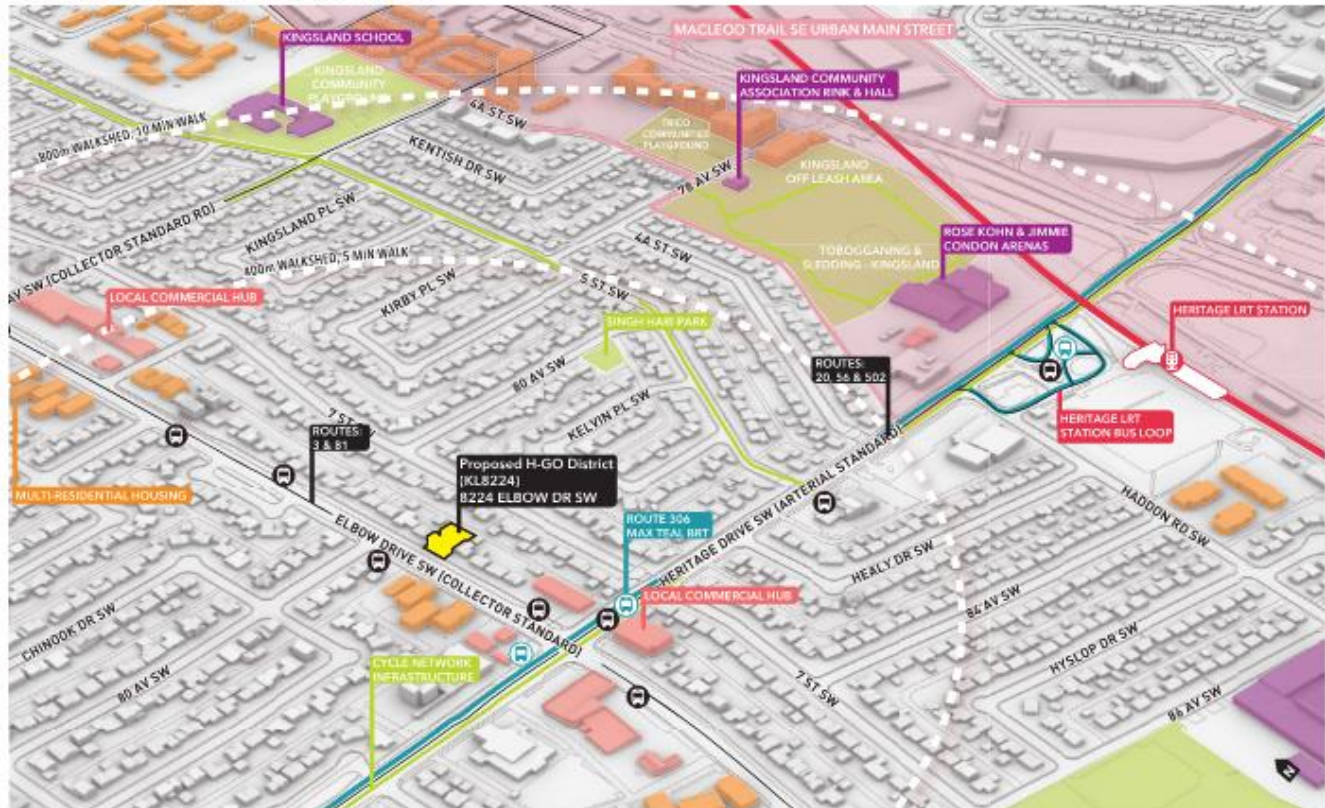 KINGSLAND SCHOOL
MACLEOD TRAIL SE URBAN MAIN STREET
KINGSLAND
COMMUNITY
KINGSLAND COMMUNITY
ASSOCIATION RINK & HALL
800m WALKSHED, 10 MIN WALK
4A ST SW
TRICO
COMMUNITIES
PLAYGROUND
KENTISH DR SW
KINGSLAND
OFF LEASH AREA
78 AV SW
KINGSLAND PL SW
ROSE KOHN & JIMMIE
CONDON ARENAS
AV SW (COLLECTOR STANDARD RD)
4A ST SW
TOBOGGANING &
SLEDDING - KINGSLAND
400m WALKSHED, 5 MIN WALK
5 ST SW
LOCAL COMMERCIAL HUB
KIRBY PL SW
HERITAGE LRT STATION
SINGH HARI PARK
80 AV SW
ROUTES:
20, 56 & 502
7 ST
KELVIN PL SW
HERITAGE LRT
STATION BUS LOOP
ROUTES:
3 & 81
Proposed H-GO District
(KL8224)
8224 ELBOW DR SW
MULTI-RESIDENTIAL HOUSING
HADDON RD SW
ROUTE 306
MAX TEAL BRT
ELBOW DRIVE SW (COLLECTOR STANDARD)
HERITAGE DRIVE SW (ARTERIAL STANDARD)
HEALY DR SW
LOCAL COMMERCIAL HUB
84 AV SW
CHINOOK DR SW
HYSLOP DR SW
80 AV SW
CYCLE NETWORK
INFRASTRUCTURE
7 ST SW
86 AV SW
N